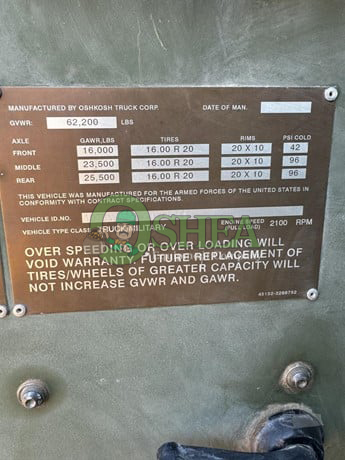 MANUFACTURED BY OSHKOSH TRUCK CORP. DATE OF MAN.
GVWR: 62,200 LBS
AXLE GAWR,LBS TIRES RIMS PSI COLD
FRONT 16,000 16.00 R 20 20 X 10 42
MIDDLE 23,500 16.00 R 20 20 X 10 96
REAR 25,500 16.00 R 20 20 X 10 96
THIS VEHICLE WAS MANUFACTURED FOR THE ARMED FORCES OF THE UNITED STATES IN
CONFORMITY WITH CONTRACT SPECIFICATIONS.
VEHICLE ID.NO.
VEHICLE TYPE CLASS TRUCK/MILITARY ENGINE SPEED (FULL LOAD) 2100 RPM
OSHEA
OVER SPEEDING OR OVER LOADING WILL
VOID WARRANTY. FUTURE REPLACEMENT OF
TIRES/WHEELS OF GREATER CAPACITY WILL
NOT INCREASE GVWR AND GAWR.